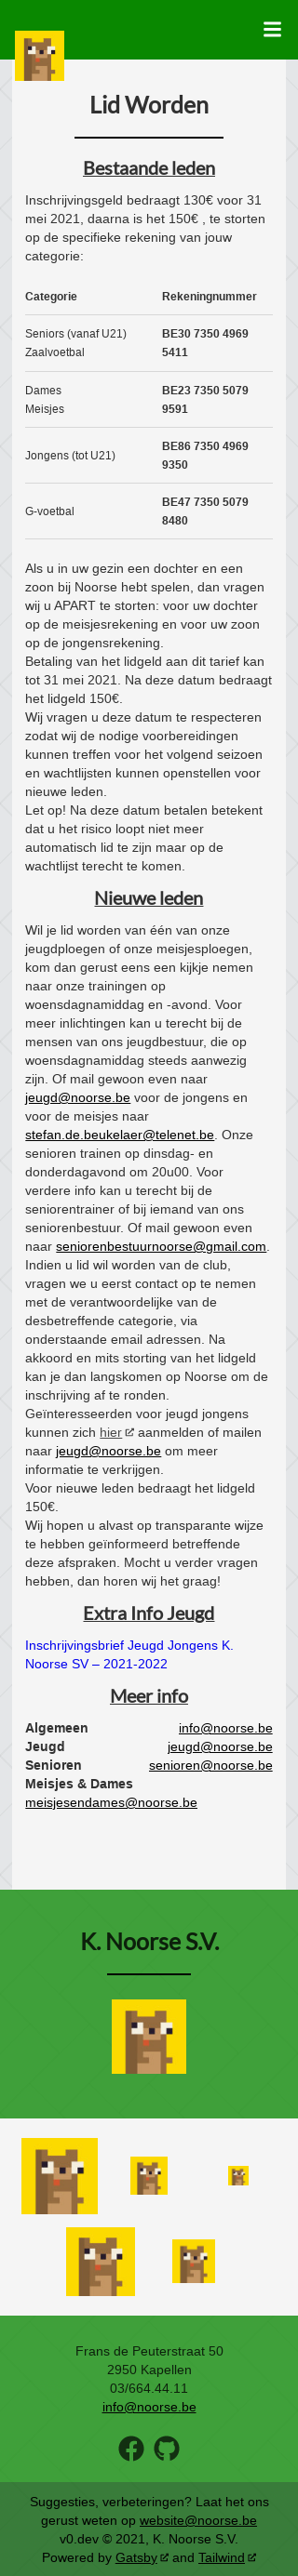 Lid Worden
Bestaande leden
Inschrijvingsgeld bedraagt 130€ voor 31
mei 2021, daarna is het 150€ , te storten
op de specifieke rekening van jouw
categorie:
Categorie Rekeningnummer
Seniors (vanaf U21) BE30 7350 4969
Zaalvoetbal 5411
Dames BE23 7350 5079
Meisjes 9591
Jongens (tot U21) BE86 7350 4969
9350
G-voetbal BE47 7350 5079
8480
Als u in uw gezin een dochter en een
zoon bij Noorse hebt spelen, dan vragen
wij u APART te storten: voor uw dochter
op de meisjesrekening en voor uw zoon
op de jongensrekening.
Betaling van het lidgeld aan dit tarief kan
tot 31 mei 2021. Na deze datum bedraagt
het lidgeld 150€.
Wij vragen u deze datum te respecteren
zodat wij de nodige voorbereidingen
kunnen treffen voor het volgend seizoen
en wachtlijsten kunnen openstellen voor
nieuwe leden.
Let op! Na deze datum betalen betekent
dat u het risico loopt niet meer
automatisch lid te zijn maar op de
wachtlijst terecht te komen.
Nieuwe leden
Wil je lid worden van één van onze
jeugdploegen of onze meisjesploegen,
kom dan gerust eens een kijkje nemen
naar onze trainingen op
woensdagnamiddag en -avond. Voor
meer inlichtingen kan u terecht bij de
mensen van ons jeugdbestuur, die op
woensdagnamiddag steeds aanwezig
zijn. Of mail gewoon even naar
jeugd@noorse.be voor de jongens en
voor de meisjes naar
stefan.de.beukelaer@telenet.be. Onze
senioren trainen op dinsdag- en
donderdagavond om 20u00. Voor
verdere info kan u terecht bij de
seniorentrainer of bij iemand van ons
seniorenbestuur. Of mail gewoon even
naar seniorenbestuurnoorse@gmail.com.
Indien u lid wil worden van de club,
vragen we u eerst contact op te nemen
met de verantwoordelijke van de
desbetreffende categorie, via
onderstaande email adressen. Na
akkoord en mits storting van het lidgeld
kan je dan langskomen op Noorse om de
inschrijving af te ronden.
Geïnteresseerden voor jeugd jongens
kunnen zich hier aanmelden of mailen
naar jeugd@noorse.be om meer
informatie te verkrijgen.
Voor nieuwe leden bedraagt het lidgeld
150€.
Wij hopen u alvast op transparante wijze
te hebben geïnformeerd betreffende
deze afspraken. Mocht u verder vragen
hebben, dan horen wij het graag!
Extra Info Jeugd
Inschrijvingsbrief Jeugd Jongens K.
Noorse SV – 2021-2022
Meer info
Algemeen info@noorse.be
Jeugd jeugd@noorse.be
Senioren senioren@noorse.be
Meisjes & Dames
meisjesendames@noorse.be
K. Noorse S.V.
Frans de Peuterstraat 50
2950 Kapellen
03/664.44.11
info@noorse.be
Suggesties, verbeteringen? Laat het ons
gerust weten op website@noorse.be
v0.dev © 2021, K. Noorse S.V.
Powered by Gatsby and Tailwind